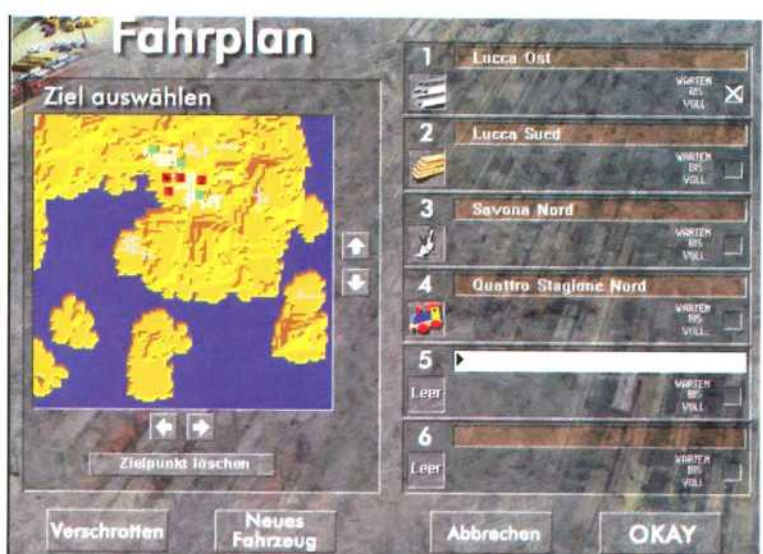 Fahrplan
Ziel auswählen
Zielpunkt löschen
Verschrotten
Neues
Fahrzeug
1
Lucca Ost
WARTEN
BIS
VOLL
2
Lucca Sued
WARTEN
BIS
VOLL
3
Savona Nord
WARTEN
BIS
VOLL
4
Quattro Stagione Nord
WARTEN
BIS
VOLL
5
Leer
WARTEN
BIS
VOLL
6
Leer
WARTEN
BIS
VOLL
Abbrechen
OKAY